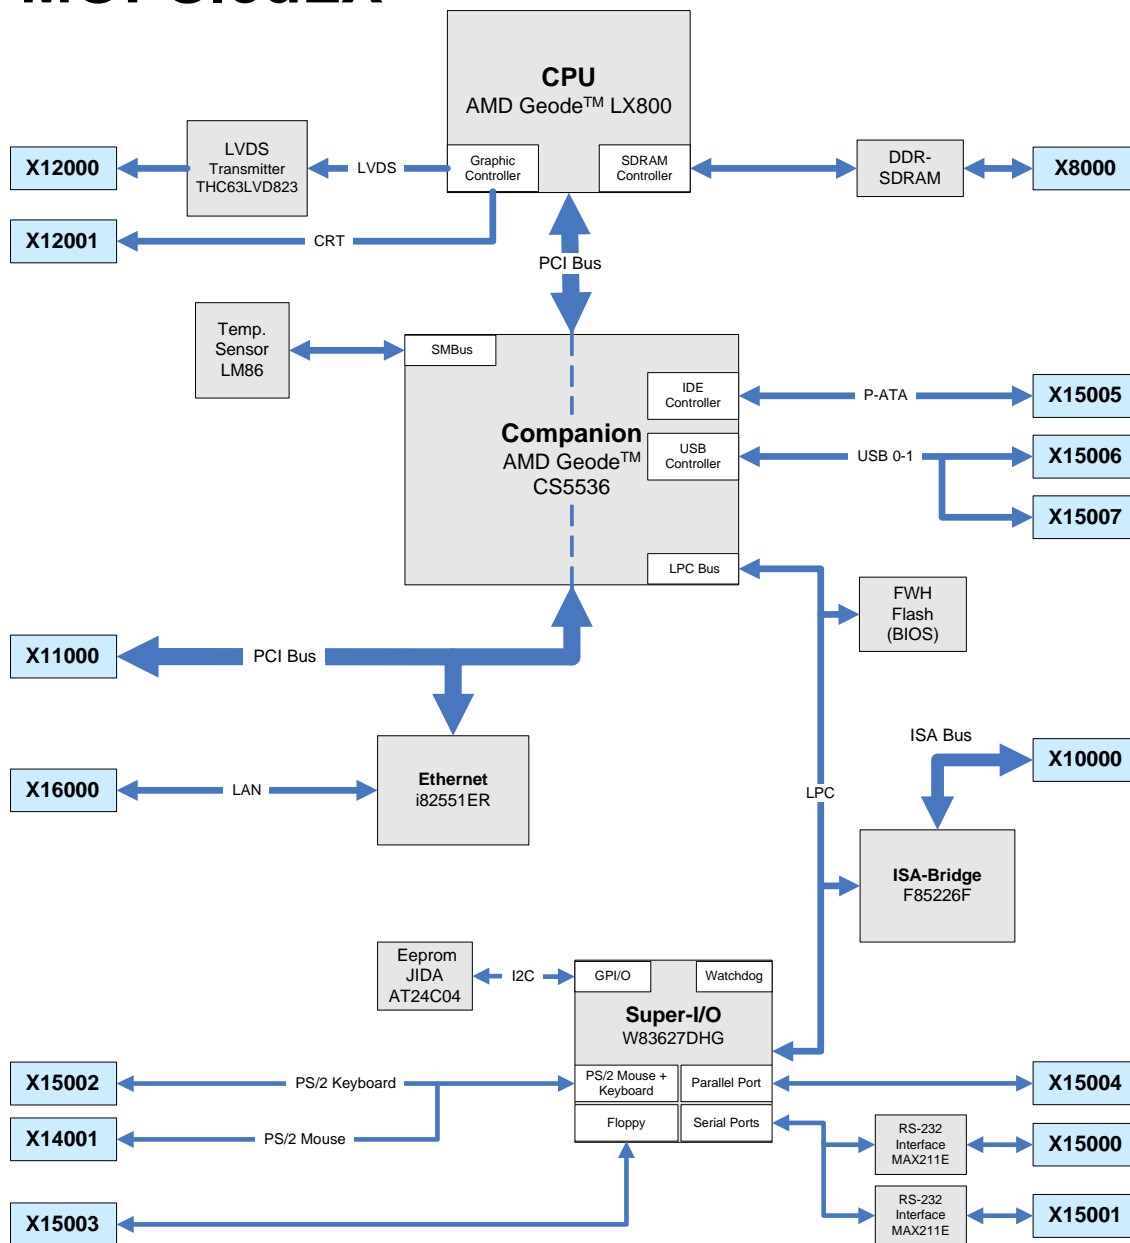 CPU
AMD Geode™ LX800
Graphic
Controller
SDRAM
Controller
LVDS
Transmitter
THC63LVD823
LVDS
X12000
DDR-
SDRAM
X8000
X12001
CRT
PCI Bus
Temp.
Sensor
LM86
SMBus
IDE
Controller
P-ATA
X15005
Companion
AMD Geode™
CS5536
USB
Controller
USB 0-1
X15006
X15007
LPC Bus
FWH
Flash
(BIOS)
X11000
PCI Bus
ISA Bus
X10000
X16000
LAN
Ethernet
i82551ER
LPC
ISA-Bridge
F85226F
Eeprom
JIDA
AT24C04
I2C
GPI/O
Watchdog
Super-I/O
W83627DHG
X15002
PS/2 Keyboard
PS/2 Mouse +
Keyboard
Parallel Port
X15004
X14001
PS/2 Mouse
Floppy
Serial Ports
RS-232
Interface
MAX211E
X15000
X15003
RS-232
Interface
MAX211E
X15001